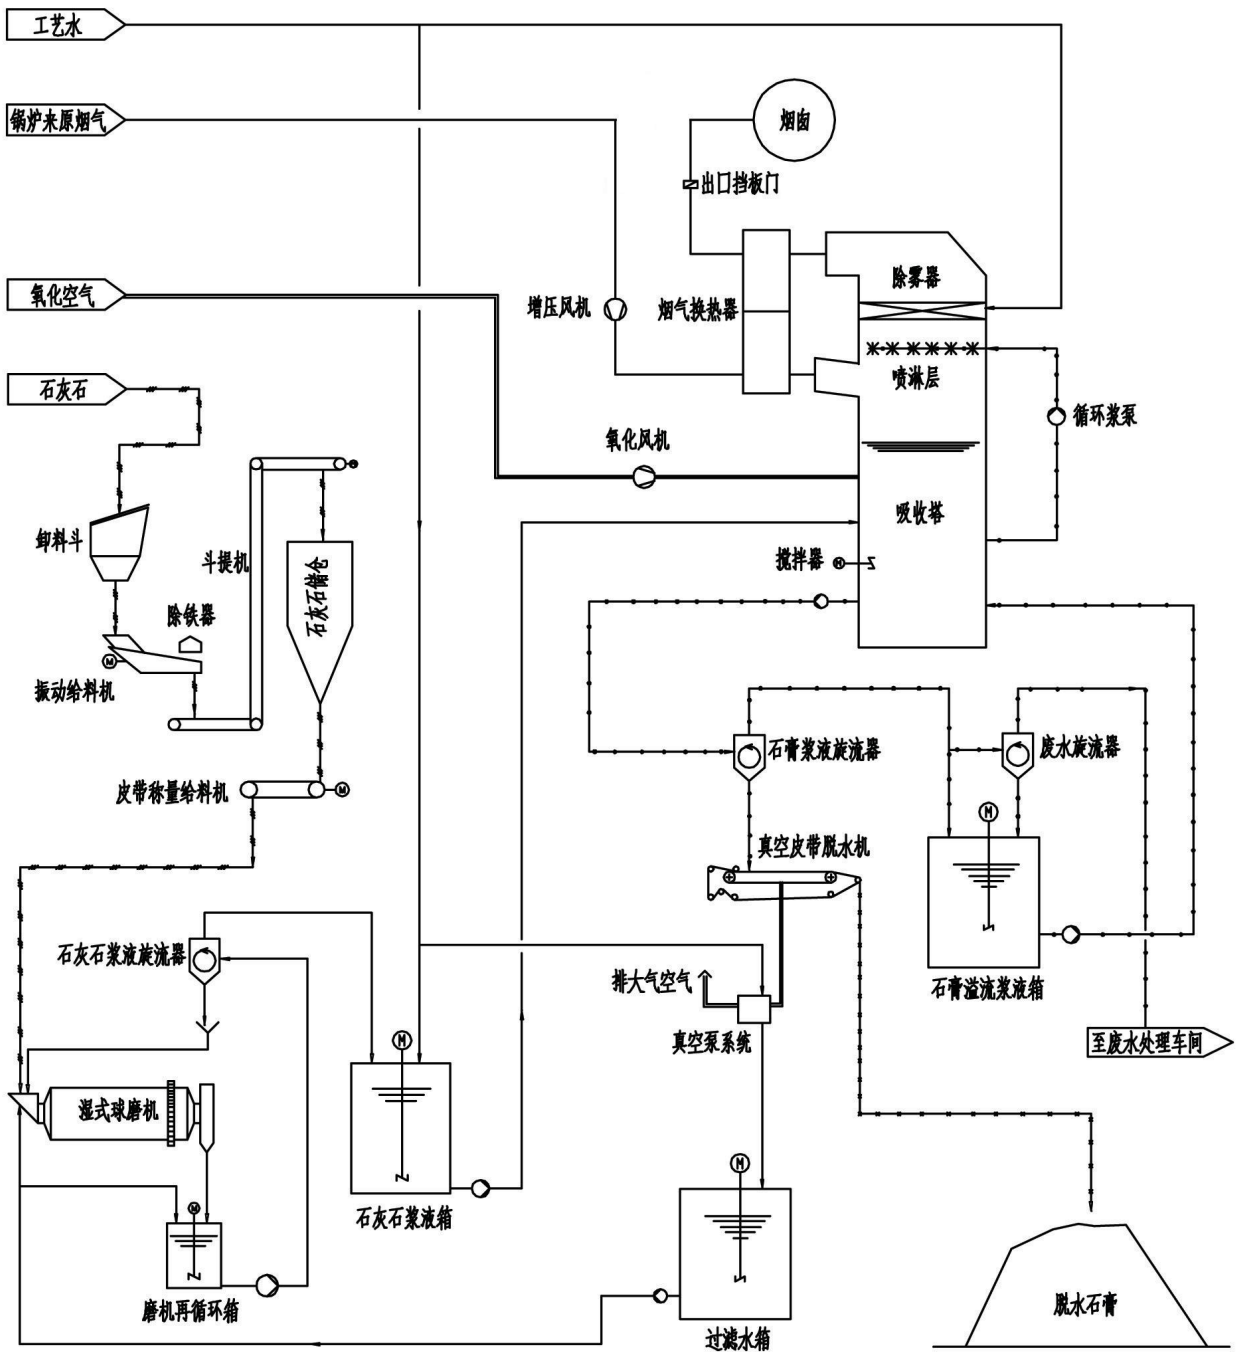 工艺水
锅炉来原烟气
烟囱
出口挡板门
除雾器
氧化空气
增压风机
烟气换热器
喷淋层
石灰石
循环浆泵
氧化风机
吸收塔
卸料斗
斗提机
搅拌器
石灰石储仓
除铁器
M
振动给料机
石膏浆液旋流器
废水旋流器
皮带称量给料机
M
M
真空皮带脱水机
石灰石浆液旋流器
排大气空气
石膏溢流浆液箱
M
真空泵系统
至废水处理车间
湿式球磨机
M
M
石灰石浆液箱
磨机再循环箱
脱水石膏
过滤水箱